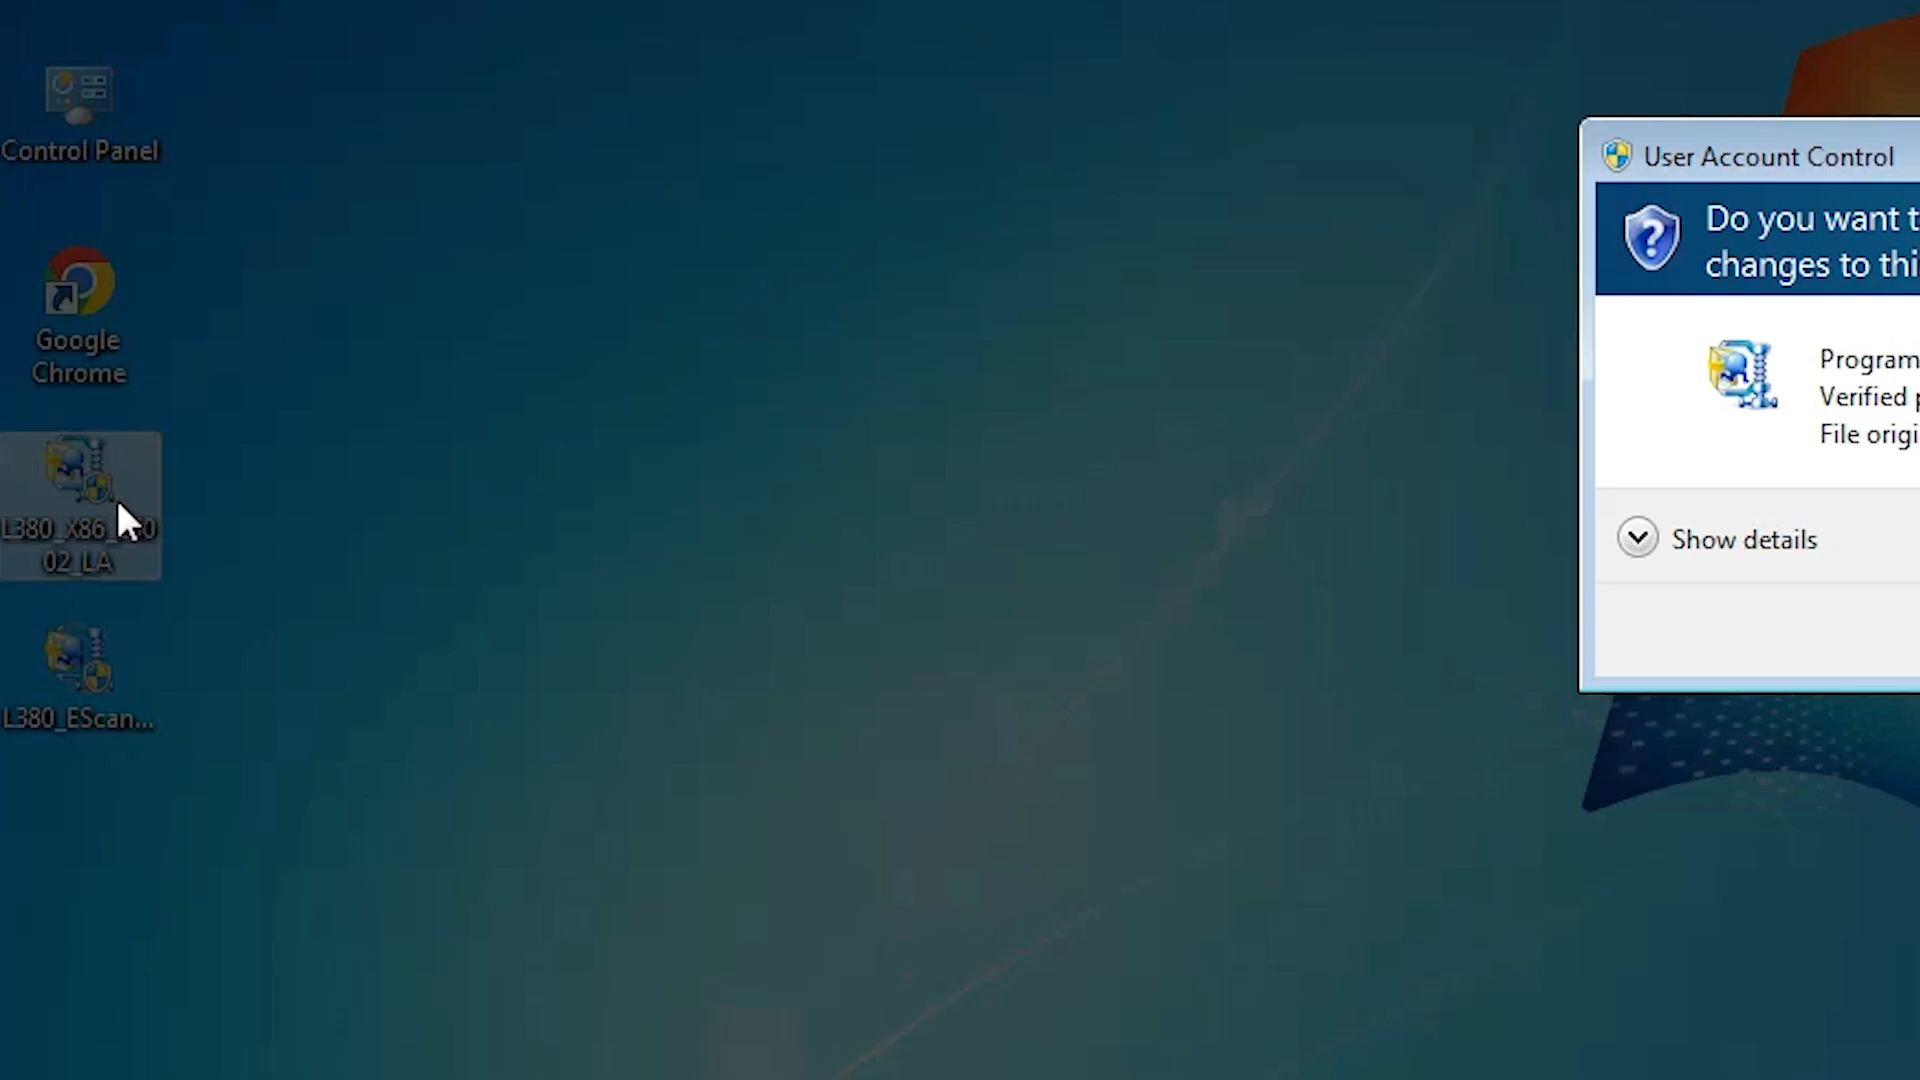 Control Panel
Google
Chrome
L380_X86_
02_LA
L380_EScan...
User Account Control
Do you want t
changes to thi
Program
Verified p
File origi
Show details